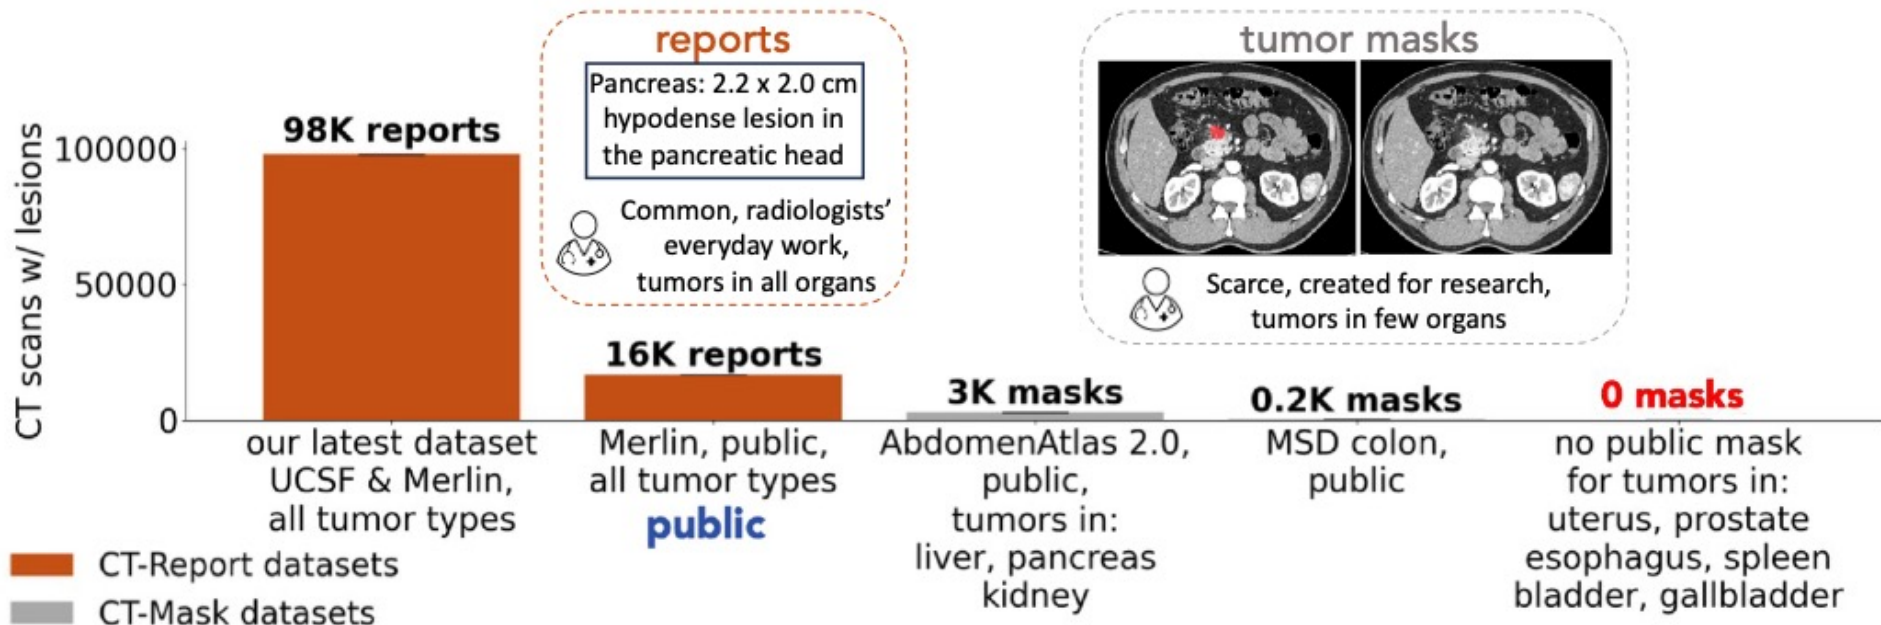 reports
Pancreas: 2.2 x 2.0 cm
hypodense lesion in
the pancreatic head
Common, radiologists’
everyday work,
tumors in all organs
tumor masks
Scarce, created for research,
tumors in few organs
CT scans w/ lesions
100000
50000
0
98K reports
16K reports
3K masks
0.2K masks
0 masks
our latest dataset
UCSF & Merlin,
all tumor types
Merlin, public,
all tumor types
public
AbdomenAtlas 2.0,
public,
tumors in:
liver, pancreas
kidney
MSD colon,
public
no public mask
for tumors in:
uterus, prostate
esophagus, spleen
bladder, gallbladder
CT-Report datasets
CT-Mask datasets